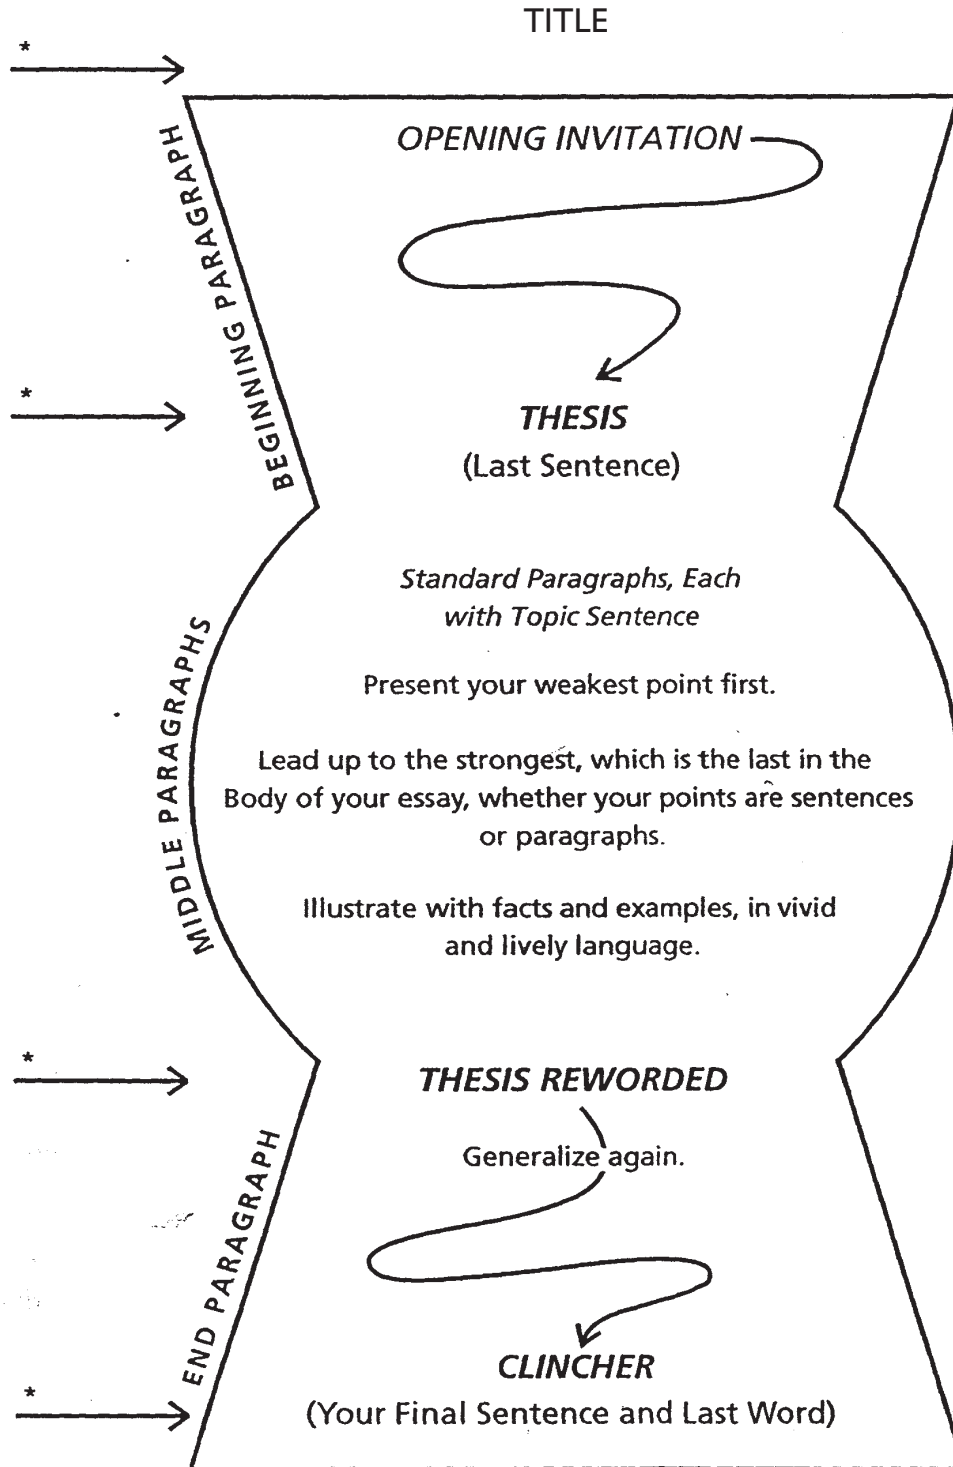 TITLE
*
OPENING INVITATION
BEGINNING PARAGRAPH
*
THESIS
(Last Sentence)
Standard Paragraphs, Each
with Topic Sentence
MIDDLE PARAGRAPHS
Present your weakest point first.
Lead up to the strongest, which is the last in the
Body of your essay, whether your points are sentences
or paragraphs.
Illustrate with facts and examples, in vivid
and lively language.
*
THESIS REWORDED
END PARAGRAPH
Generalize again.
CLINCHER
*
(Your Final Sentence and Last Word)